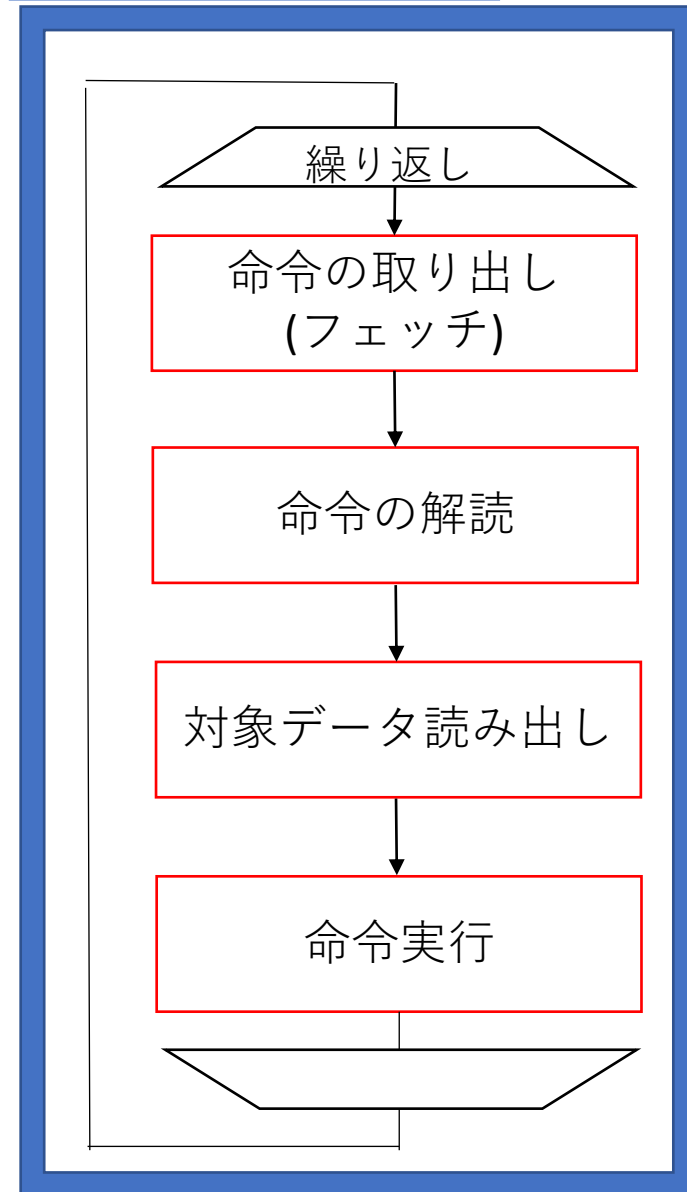 繰り返し
命令の取り出し
(フェッチ)
命令の解読
対象データ読み出し
命令実行